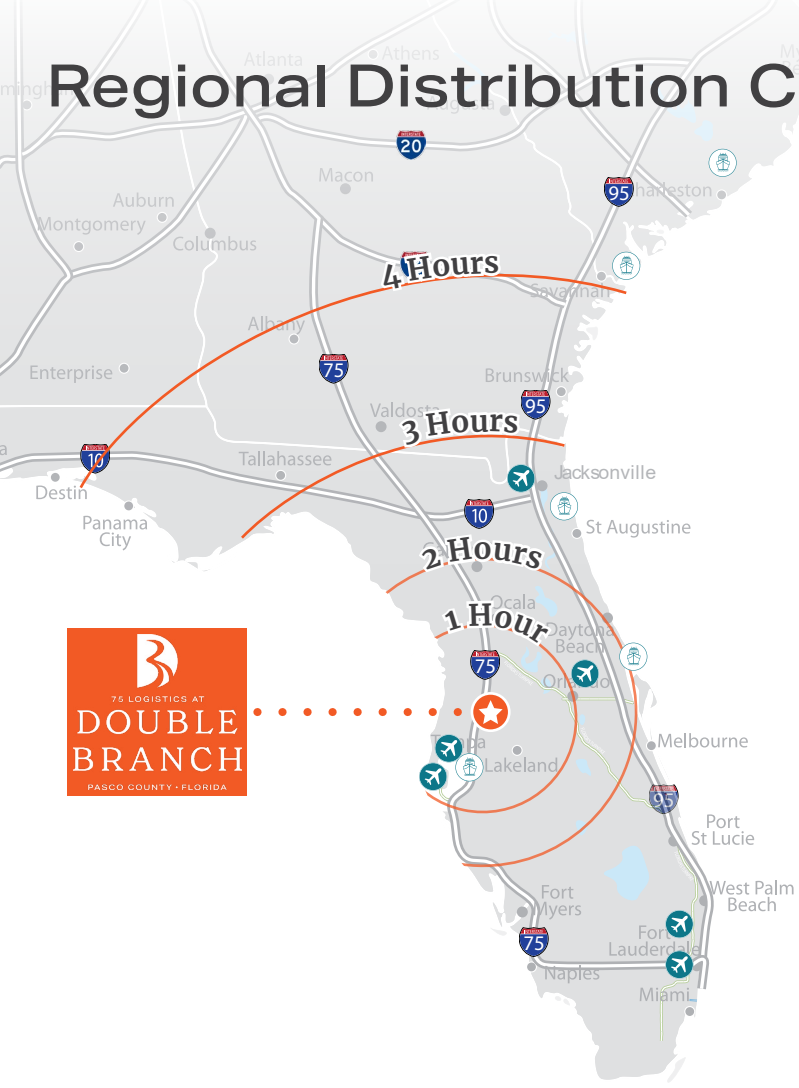 Regional Distribution C
Atlanta
Athens
20
Macon
95
Auburn
Montgomery
Columbus
4 Hours
Savannah
Albany
75
Enterprise
Brunswick
95
Valdosta
3 Hours
10
Tallahassee
Jacksonville
Destin
Panama
City
10
St Augustine
2 Hours
Ocala
1 Hour
Daytona
Beach
75
Orlando
75 LOGISTICS AT
DOUBLE
BRANCH
PASCO COUNTY • FLORIDA
Tampa
Lakeland
Melbourne
95
Port
St Lucie
West Palm
Beach
Fort
Myers
75
Fort
Lauderdale
Naples
Miami